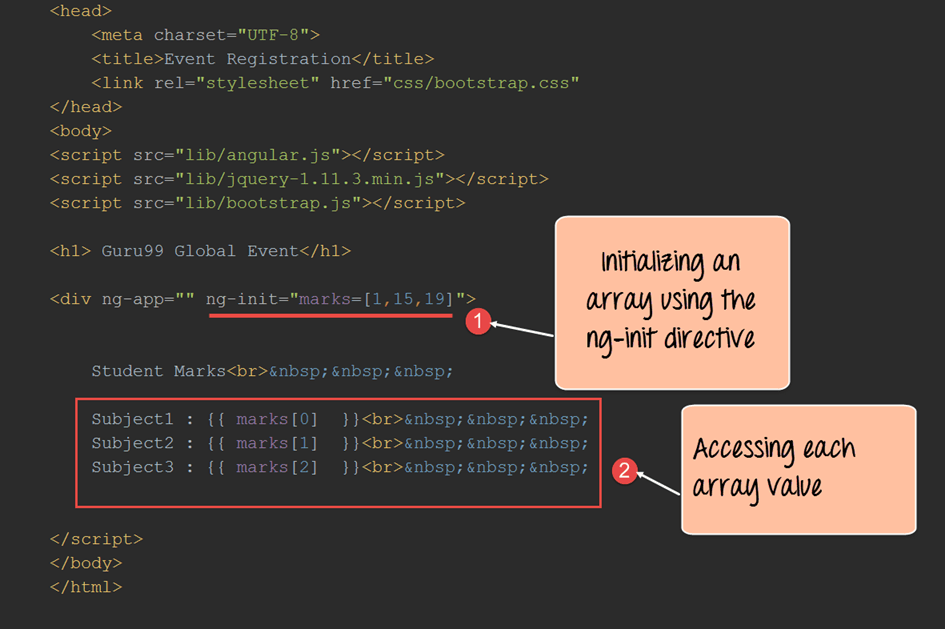 <head>
<meta charset="UTF-8">
<title>Event Registration</title>
<link rel="stylesheet" href="css/bootstrap.css"
</head>
<body>
<script src="lib/angular.js"></script>
<script src="lib/jquery-1.11.3.min.js"></script>
<script src="lib/bootstrap.js"></script>
<h1> Guru99 Global Event</h1>
<div ng-app="" ng-init="marks=[1,15,19]">
1
Initializing an
array using the
ng-init directive
Student Marks<br>&nbsp;&nbsp;&nbsp;
Subject1 : {{ marks[0]  }}<br>&nbsp;&nbsp;&nbsp;
Subject2 : {{ marks[1]  }}<br>&nbsp;&nbsp;&nbsp;
Subject3 : {{ marks[2]  }}<br>&nbsp;&nbsp;&nbsp;
2
Accessing each
array value
</script>
</body>
</html>